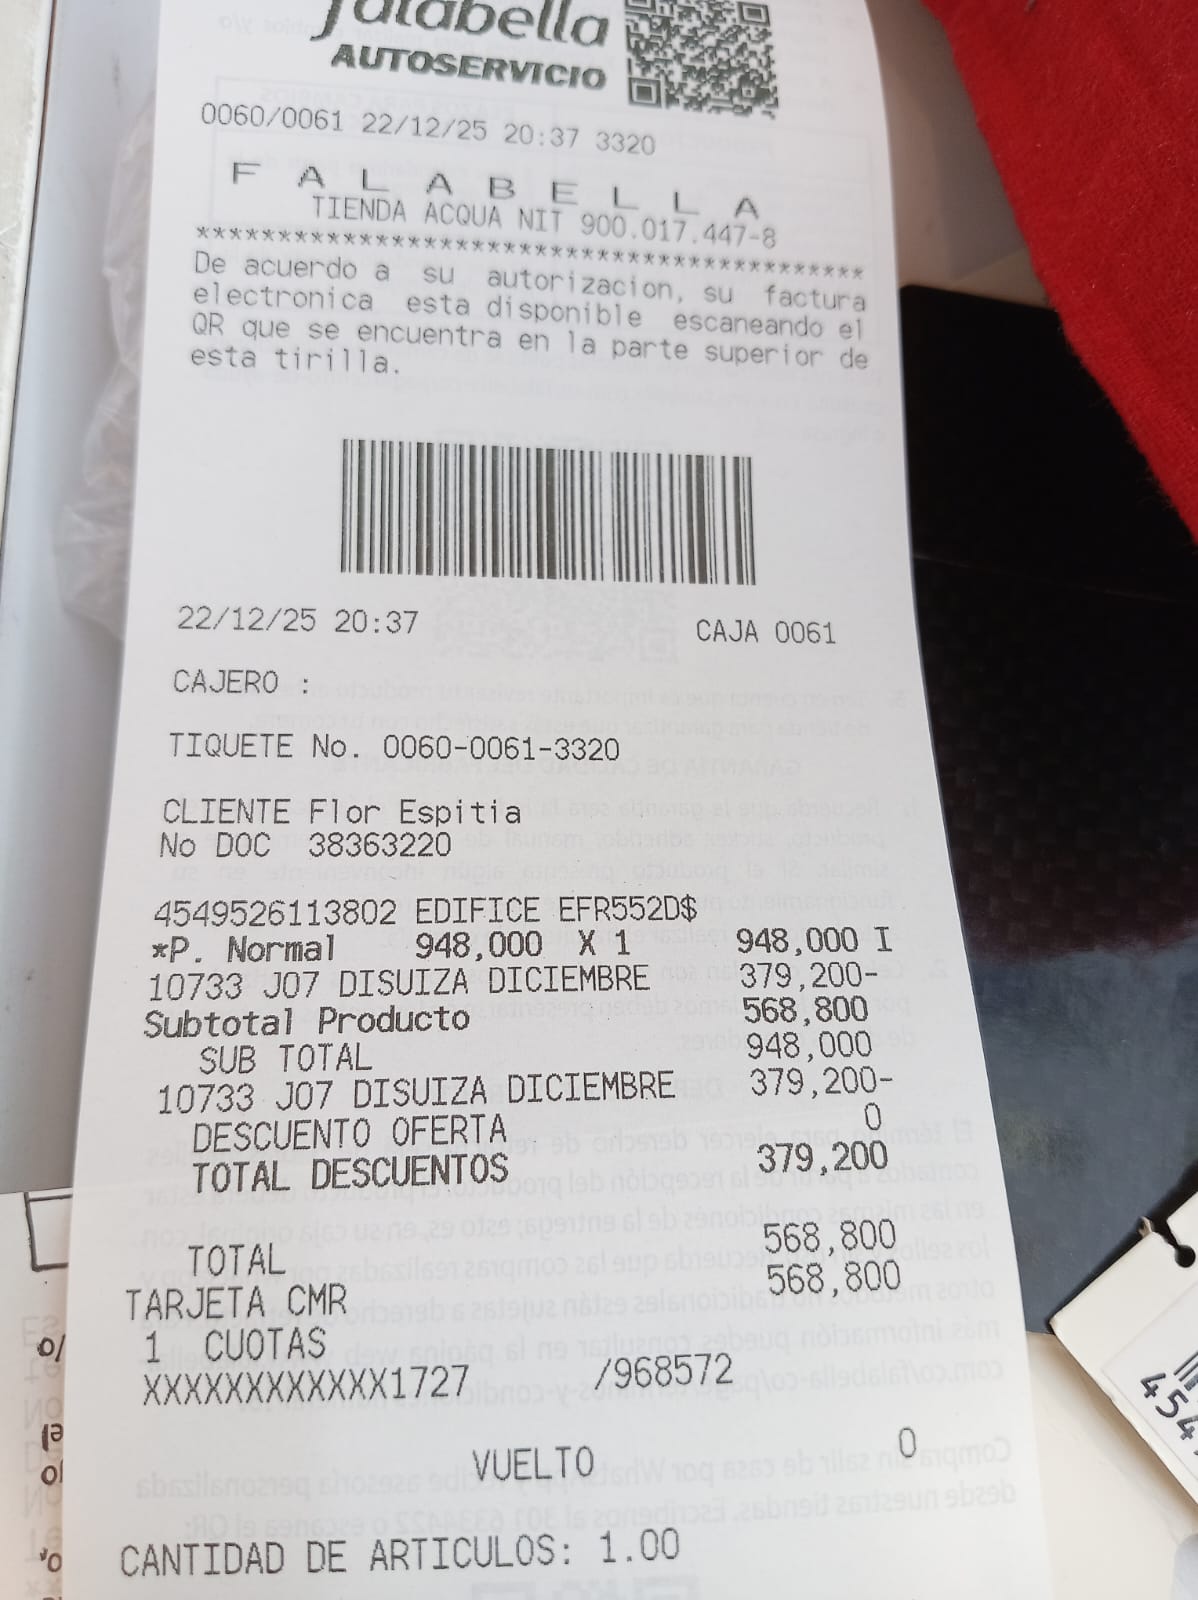 falabella
AUTOSERVICIO
0060/0061 22/12/25 20:37 3320
F A L A B E L L A
TIENDA ACQUA NIT 900.017.447-8
*****************************************
De acuerdo a su autorizacion, su factura
electronica esta disponible escaneando el
QR que se encuentra en la parte superior de
esta tirilla.
22/12/25 20:37 CAJA 0061
CAJERO :
TIQUETE No. 0060-0061-3320
CLIENTE Flor Espitia
No DOC 38363220
4549526113802 EDIFICE EFR552D$
*P. Normal 948,000 X 1 948,000 I
10733 J07 DISUIZA DICIEMBRE 379,200-
Subtotal Producto 568,800
SUB TOTAL 948,000
10733 J07 DISUIZA DICIEMBRE 379,200-
DESCUENTO OFERTA 0
TOTAL DESCUENTOS 379,200
TOTAL 568,800
TARJETA CMR 568,800
1 CUOTAS
XXXXXXXXXXXX1727 /968572
VUELTO 0
CANTIDAD DE ARTICULOS: 1.00